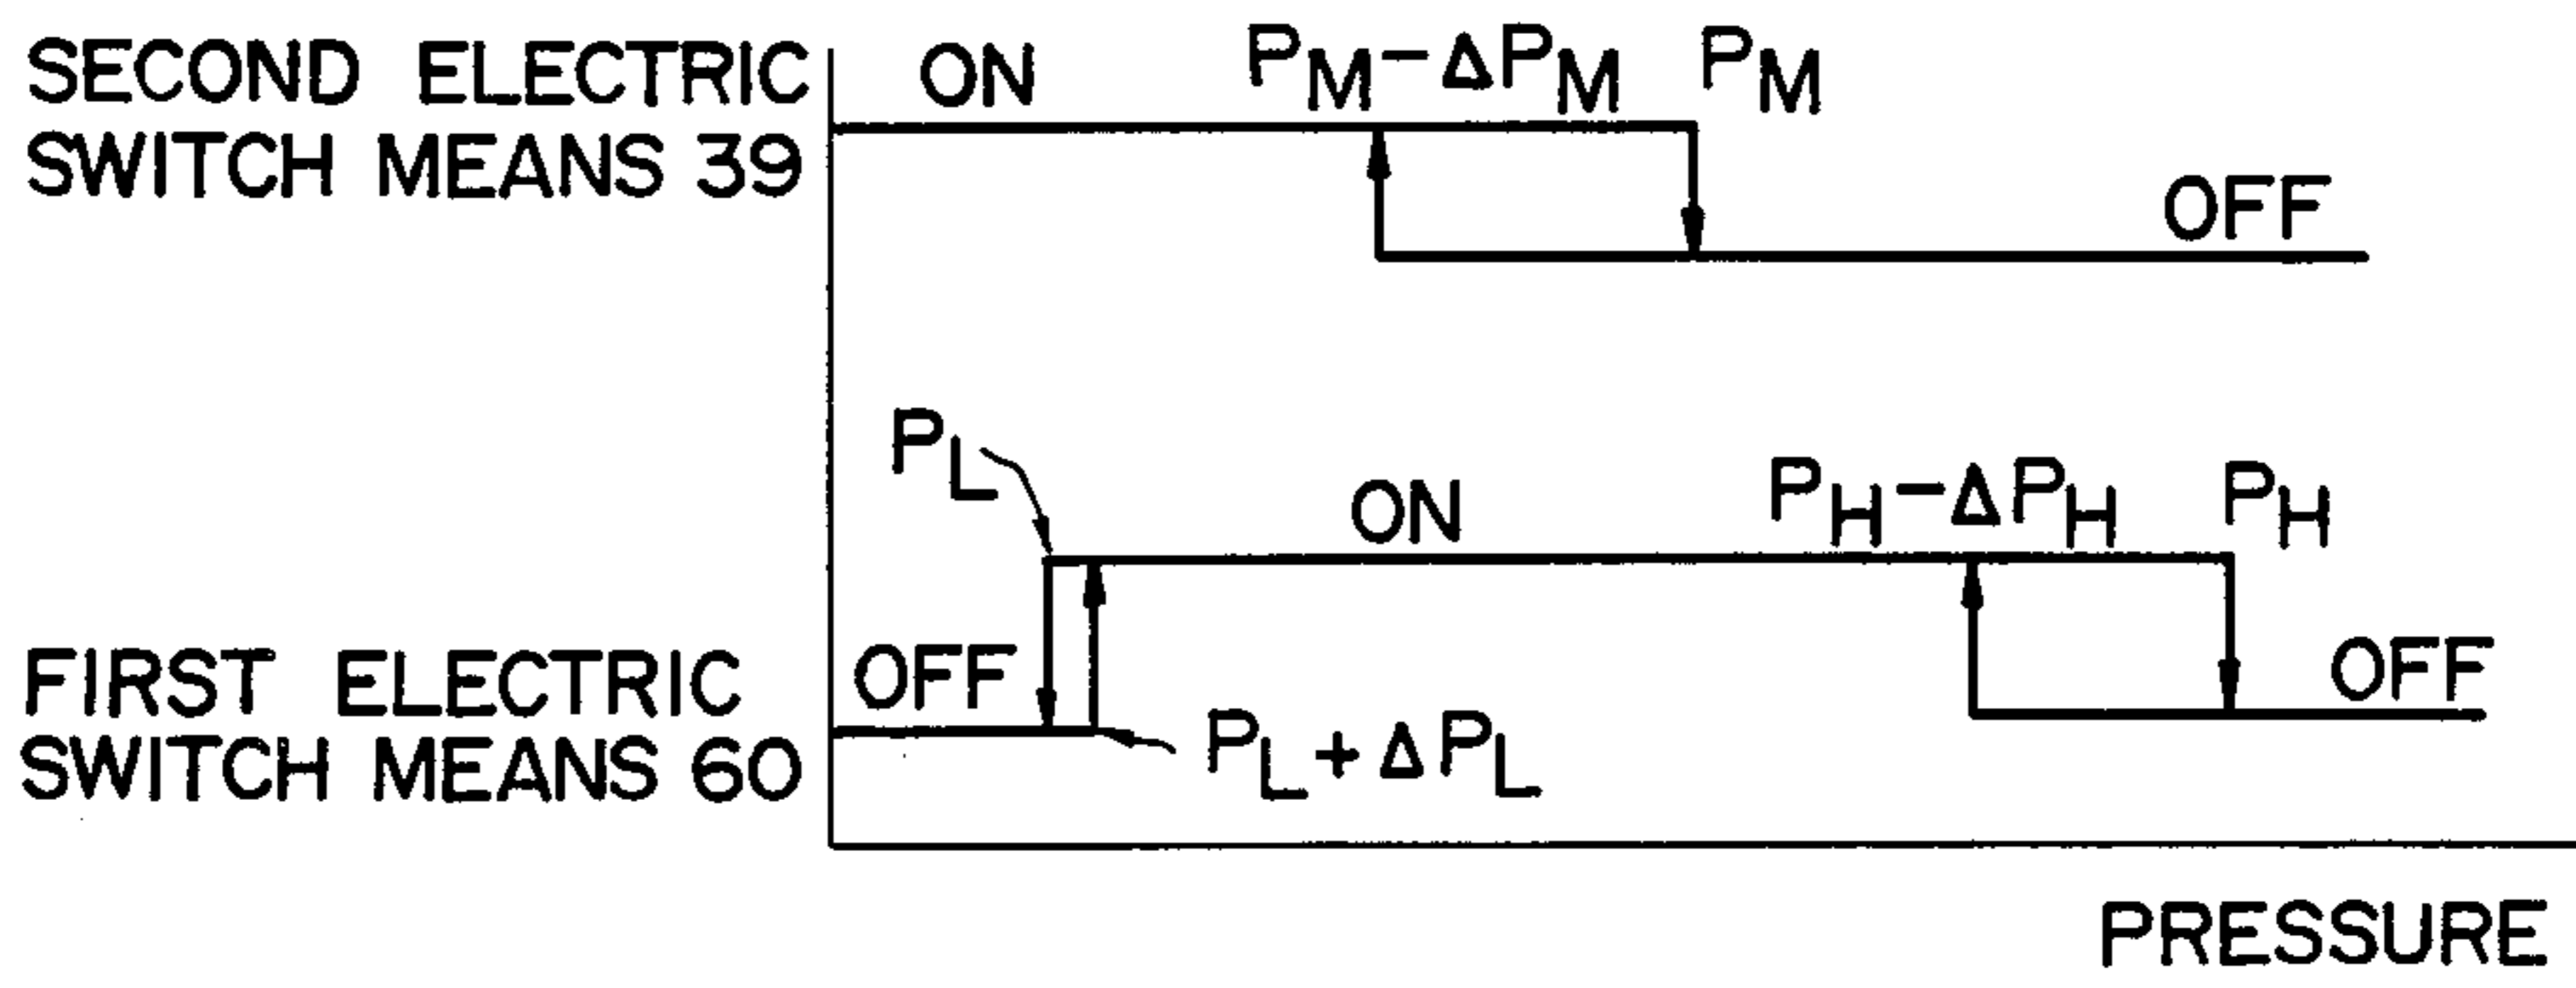 SECOND ELECTRIC
SWITCH MEANS 39
ON
PM-ΔPM
PM
OFF
PL
ON
PH-ΔPH
PH
OFF
PL+ΔPL
OFF
FIRST ELECTRIC
SWITCH MEANS 60
PRESSURE